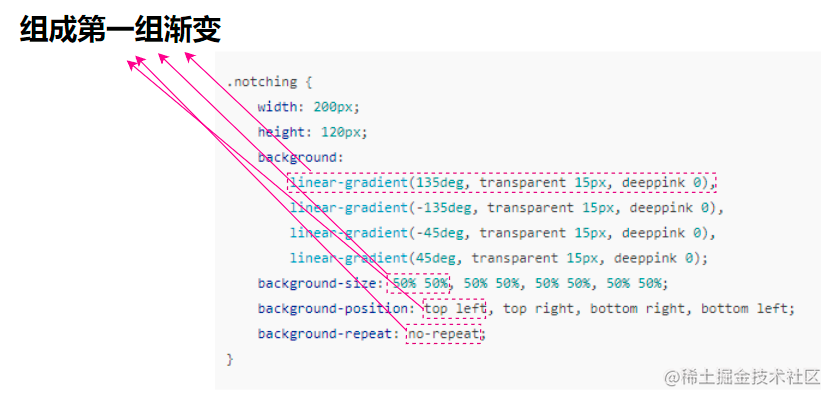 组成第一组渐变
.notching {
width: 200px;
height: 120px;
background:
linear-gradient(135deg, transparent 15px, deeppink 0),
linear-gradient(-135deg, transparent 15px, deeppink 0),
linear-gradient(-45deg, transparent 15px, deeppink 0),
linear-gradient(45deg, transparent 15px, deeppink 0);
background-size: 50% 50%, 50% 50%, 50% 50%, 50% 50%;
background-position: top left, top right, bottom right, bottom left;
background-repeat: no-repeat;
}
@稀土掘金技术社区